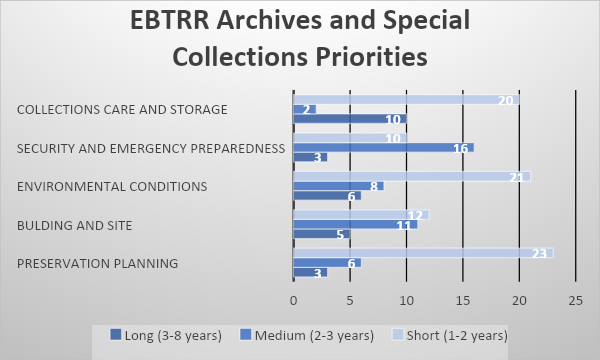 EBTRR Archives and Special
Collections Priorities
COLLECTIONS CARE AND STORAGE
20
2
10
SECURITY AND EMERGENCY PREPAREDNESS
10
16
3
ENVIRONMENTAL CONDITIONS
21
8
6
BULDING AND SITE
12
11
5
PRESERVATION PLANNING
23
6
3
0 5 10 15 20 25
Long (3-8 years) Medium (2-3 years) Short (1-2 years)